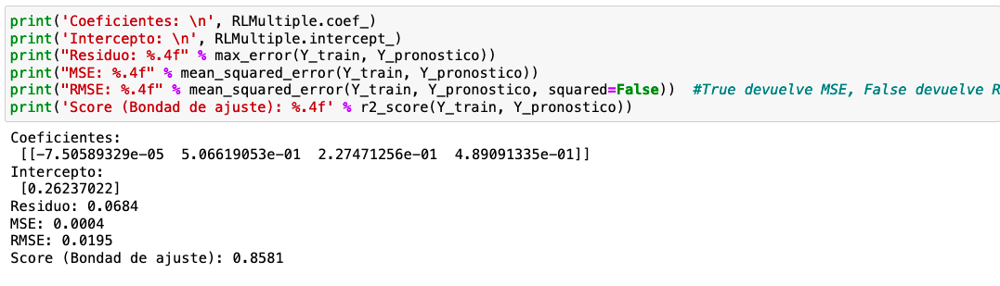 print('Coeficientes: \n', RLMultiple.coef_)
print('Intercepto: \n', RLMultiple.intercept_)
print("Residuo: %.4f" % max_error(Y_train, Y_pronostico))
print("MSE: %.4f" % mean_squared_error(Y_train, Y_pronostico))
print("RMSE: %.4f" % mean_squared_error(Y_train, Y_pronostico, squared=False))  #True devuelve MSE, False devuelve R
print('Score (Bondad de ajuste): %.4f' % r2_score(Y_train, Y_pronostico))
Coeficientes:
[[-7.50589329e-05  5.06619053e-01  2.27471256e-01  4.89091335e-01]]
Intercepto:
[0.26237022]
Residuo: 0.0684
MSE: 0.0004
RMSE: 0.0195
Score (Bondad de ajuste): 0.8581